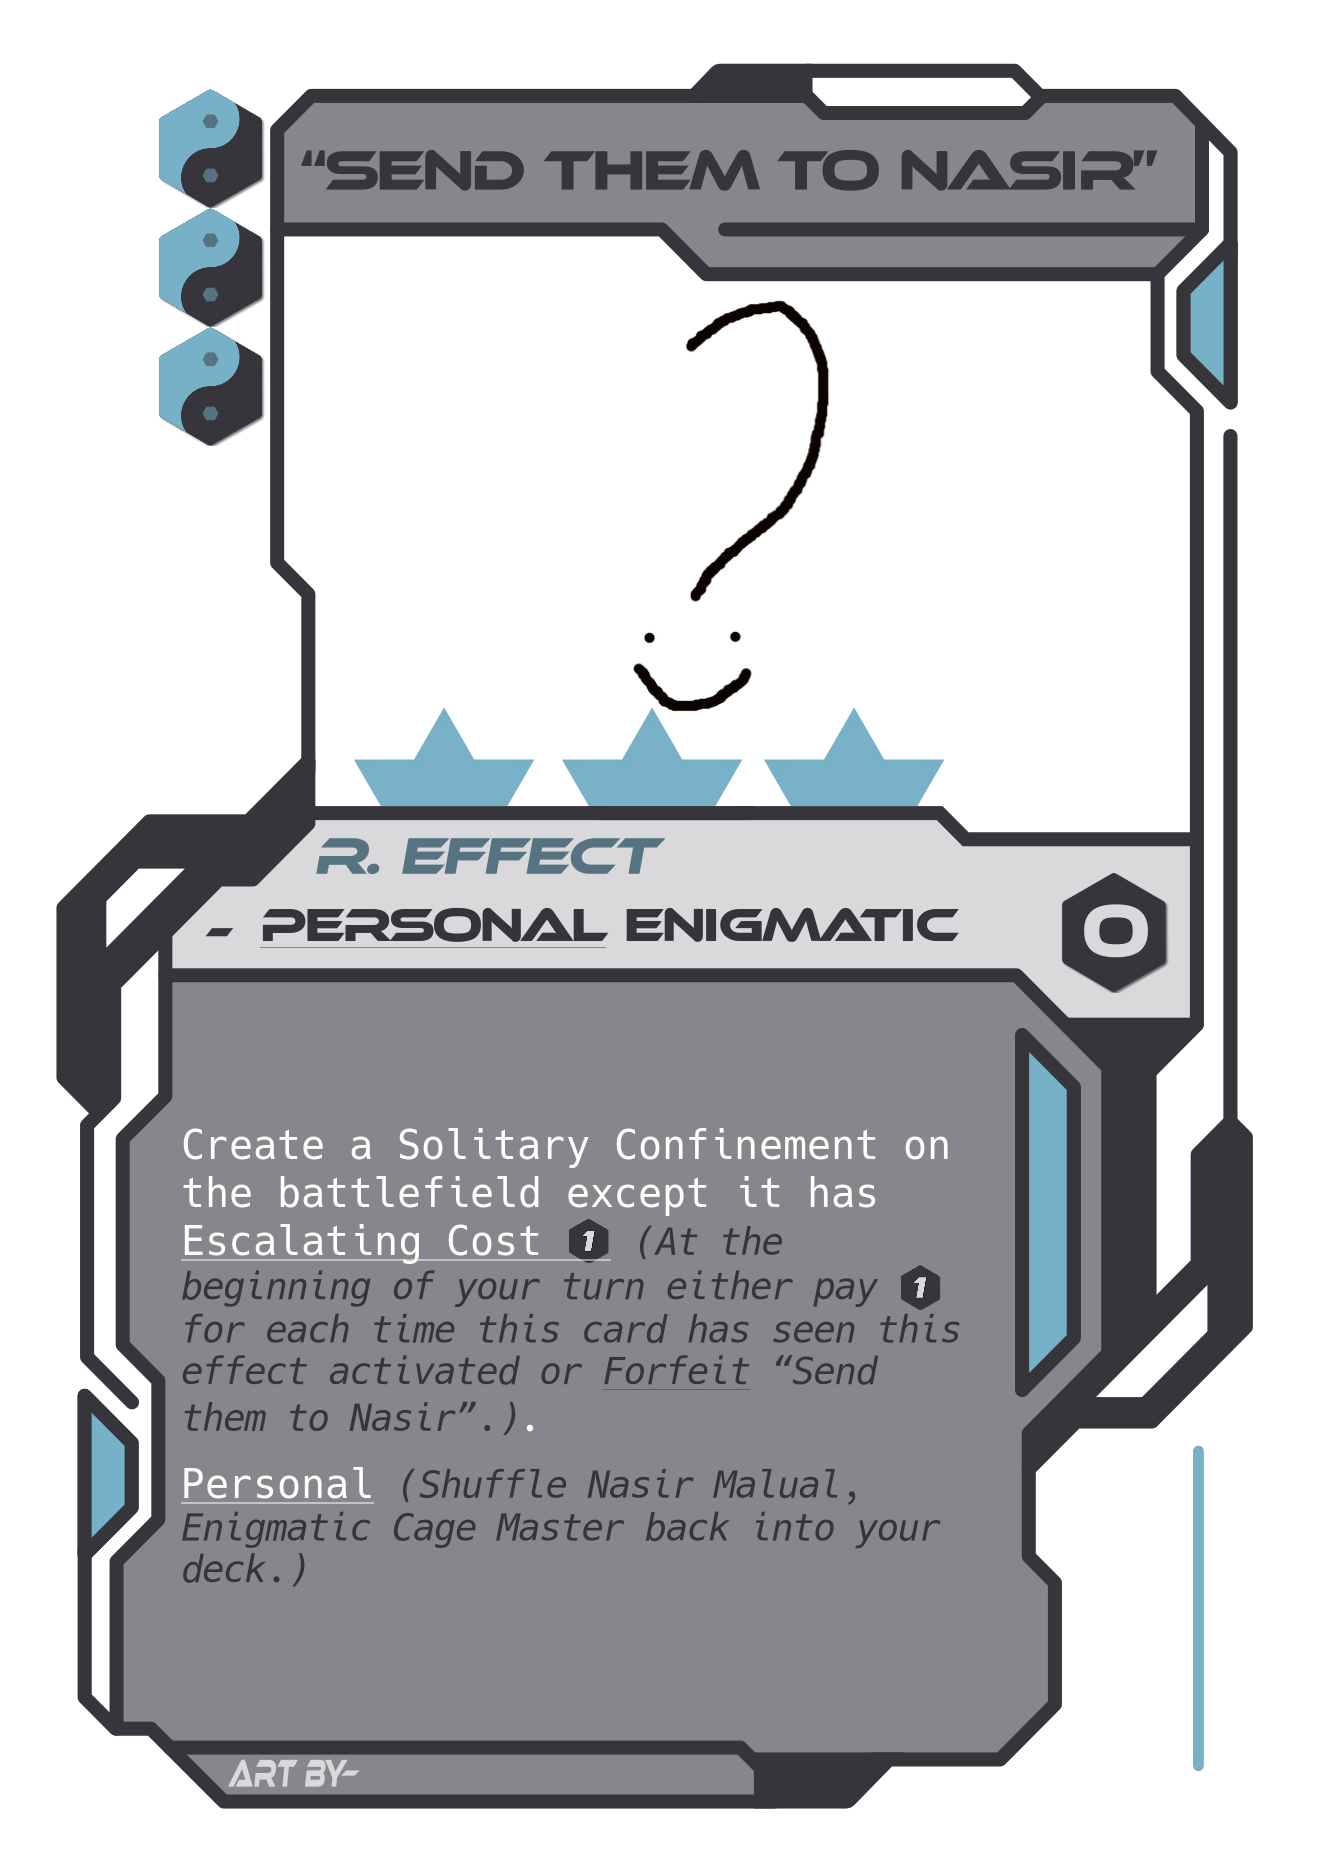 “SEND THEM TO NASIR”
R. EFFECT
- PERSONAL ENIGMATIC
0
Create a Solitary Confinement on
the battlefield except it has
Escalating Cost 1 (At the
beginning of your turn either pay 1
for each time this card has seen this
effect activated or Forfeit “Send
them to Nasir”.).
Personal (Shuffle Nasir Malual,
Enigmatic Cage Master back into your
deck.)
ART BY-